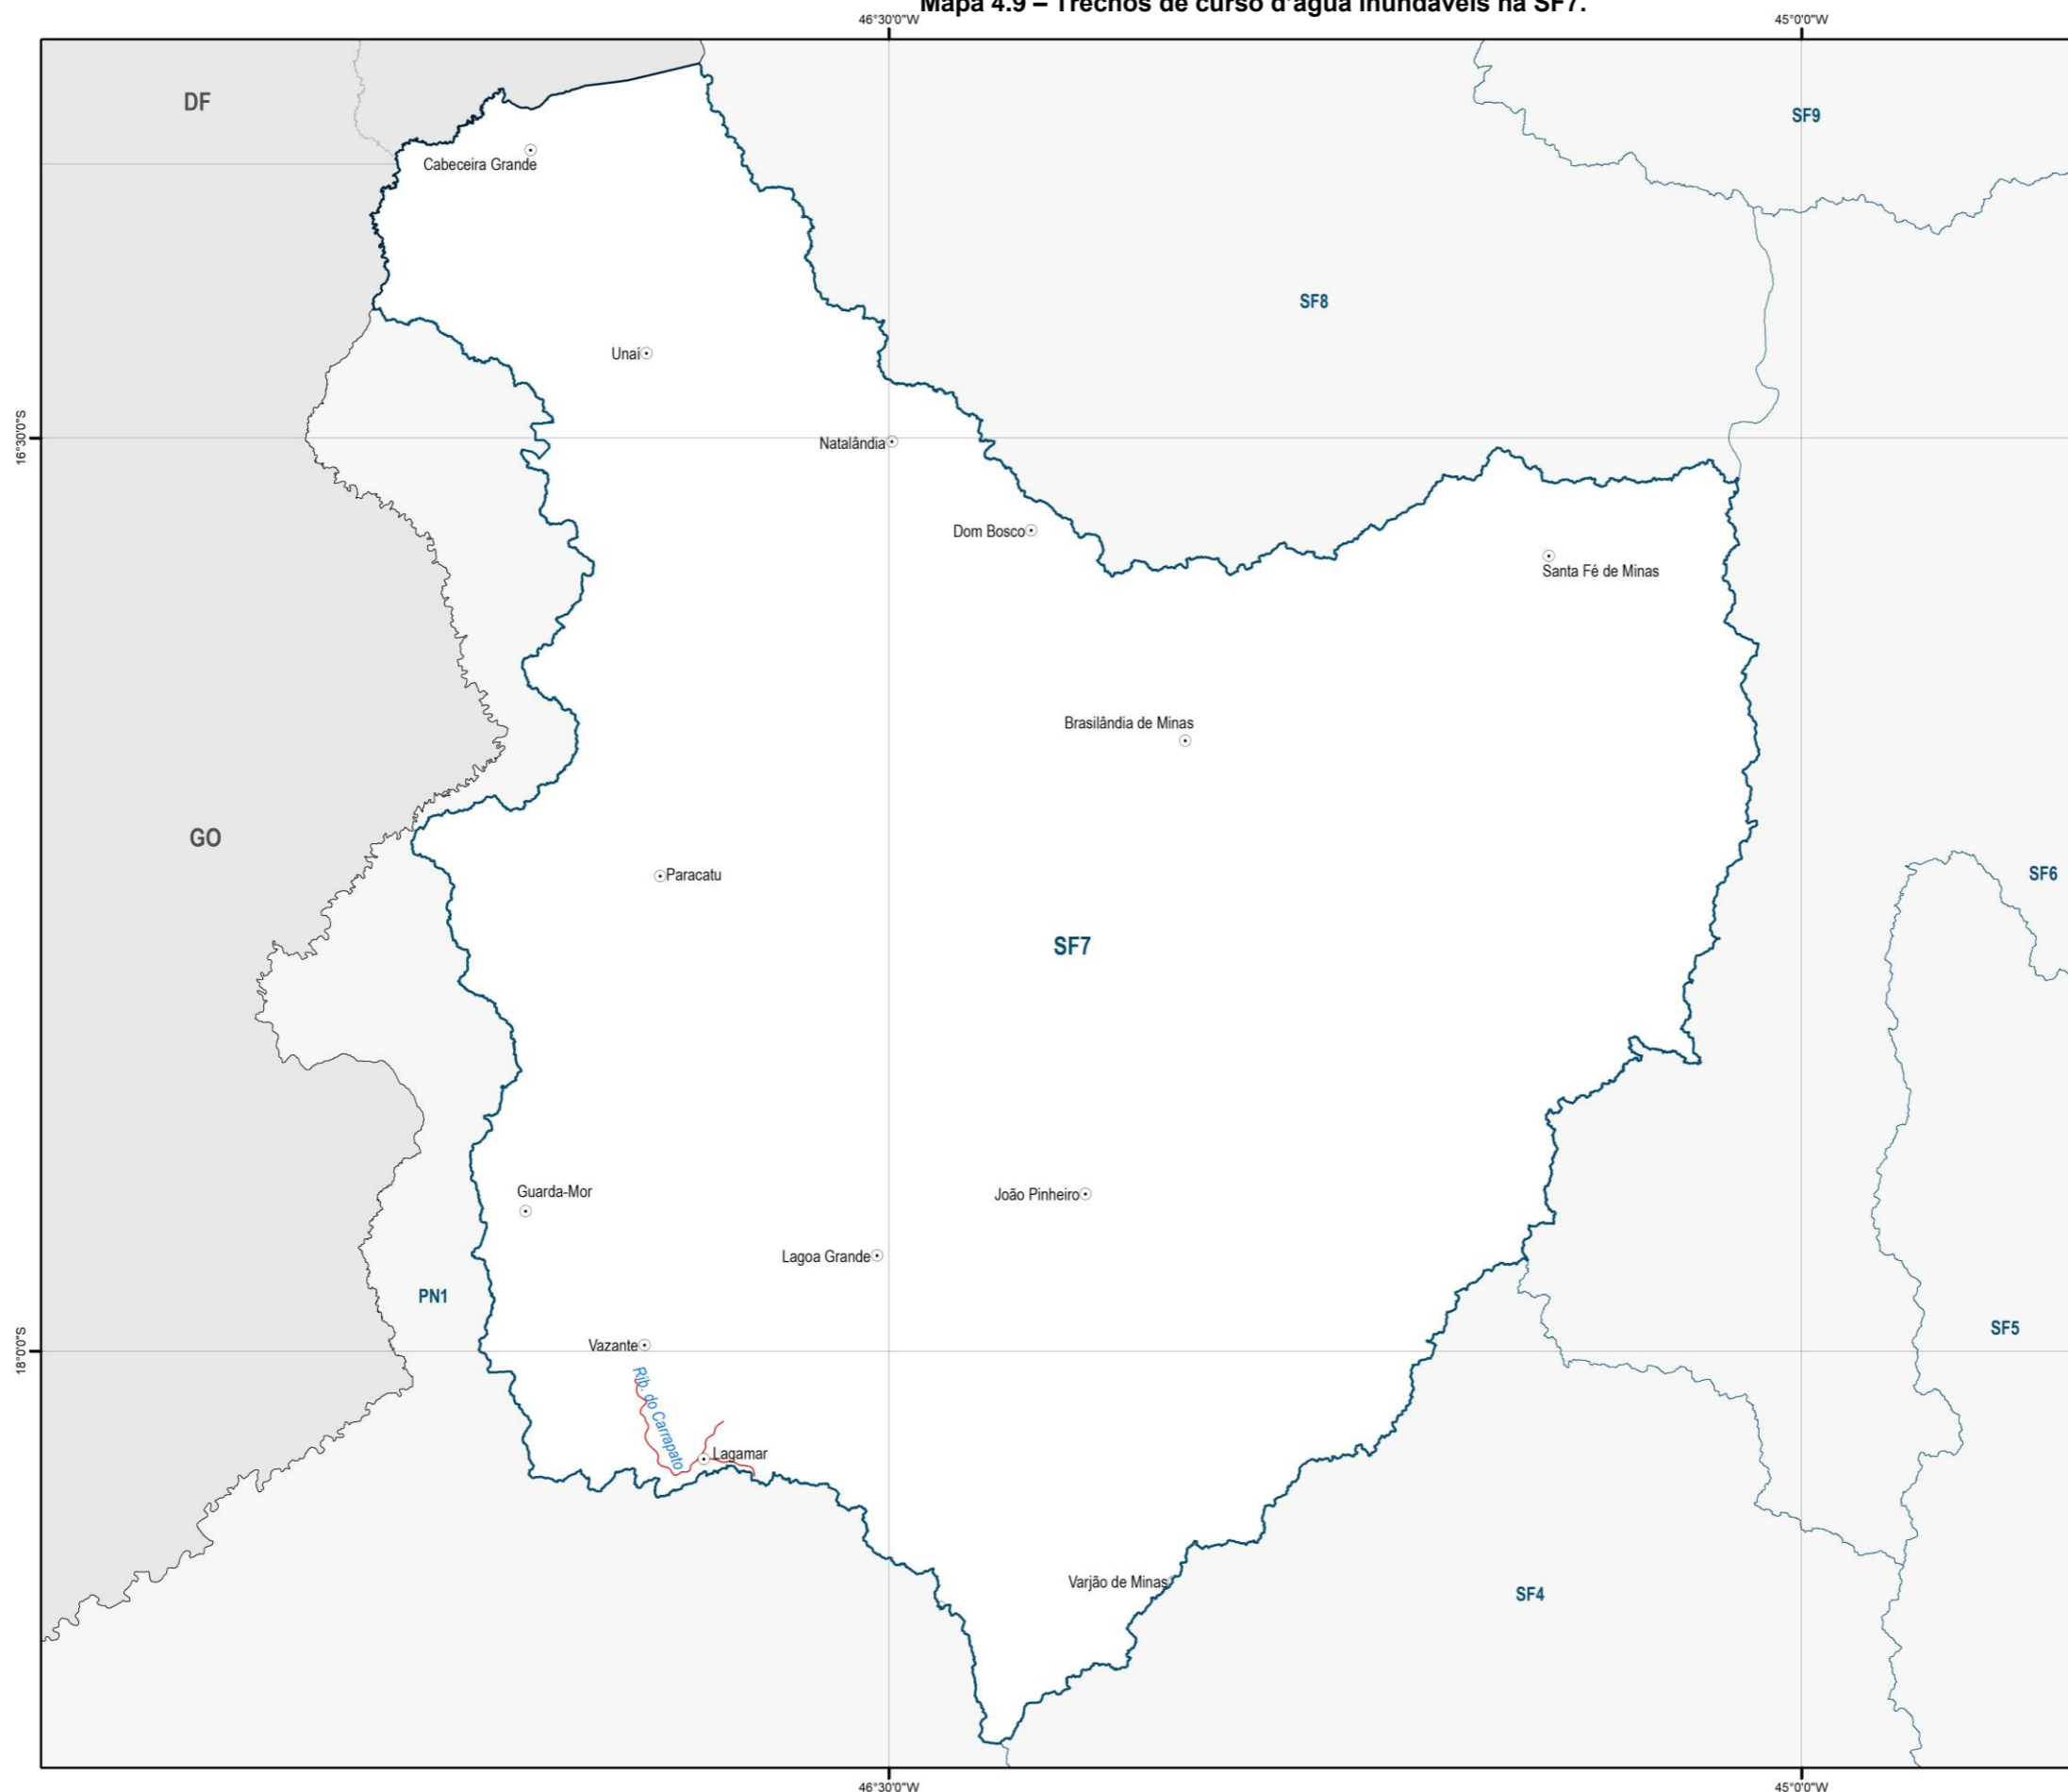 Mapa 4.9 – Trechos de curso d'água inundáveis na SF7.
46°30'0"W
45°0'0"W
DF
SF9
Cabeceira Grande
SF8
Unaí
16°30'0"S
Natalândia
Dom Bosco
Santa Fé de Minas
Brasilândia de Minas
GO
Paracatu
SF6
SF7
Guarda-Mor
João Pinheiro
Lagoa Grande
PN1
SF5
Vazante
18°0'0"S
Rib. do Carrapato
Lagamar
Varjão de Minas
SF4
46°30'0"W
45°0'0"W